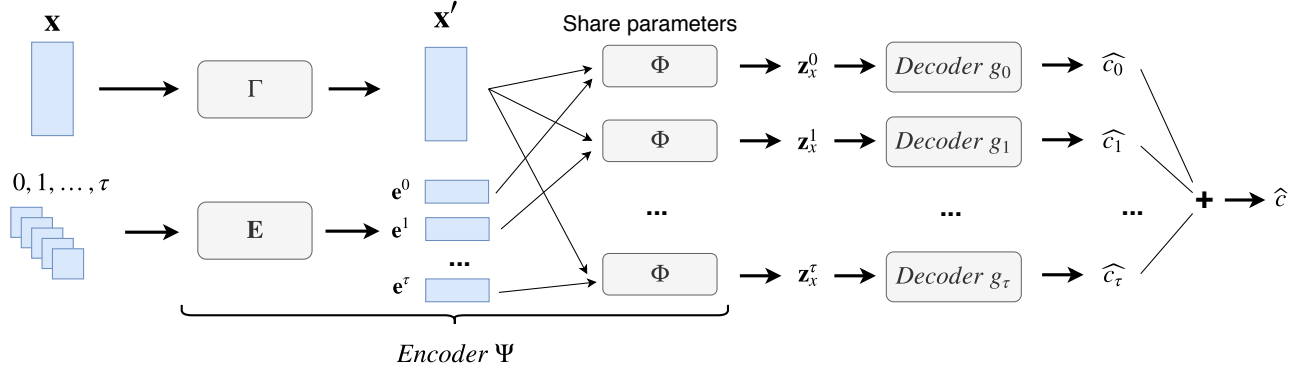 x
x′
Share parameters
Γ
Φ
z_x^0
Decoder g_0
ĉ_0
Φ
z_x^1
Decoder g_1
ĉ_1
0, 1, … , τ
E
e^0
e^1
...
e^τ
...
...
...
+
ĉ
Φ
z_x^τ
Decoder g_τ
ĉ_τ
Encoder Ψ